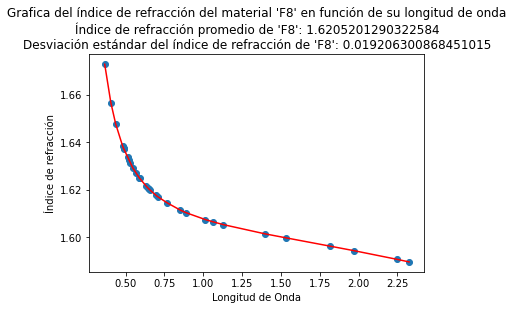 Grafica del índice de refracción del material 'F8' en función de su longitud de onda
Índice de refracción promedio de 'F8': 1.6205201290322584
Desviación estándar del índice de refracción de 'F8': 0.019206300868451015
1.66
1.64
1.62
1.60
Índice de refracción
0.50 0.75 1.00 1.25 1.50 1.75 2.00 2.25
Longitud de Onda